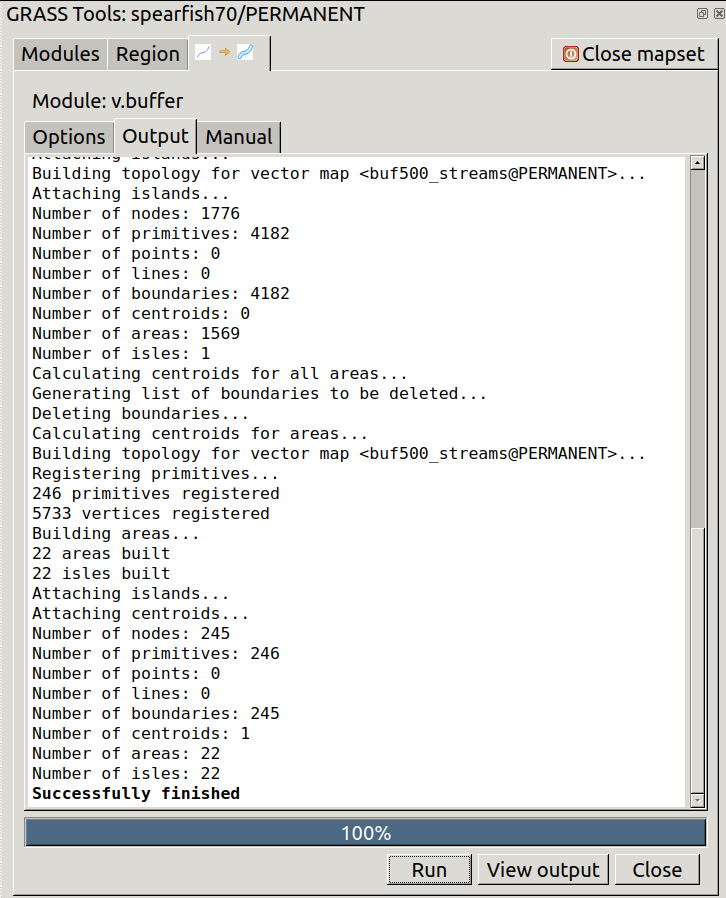 GRASS Tools: spearfish70/PERMANENT
Modules Region Close mapset
Module: v.buffer
Options Output Manual
Attaching islands...
Building topology for vector map <buf500_streams@PERMANENT>...
Attaching islands...
Number of nodes: 1776
Number of primitives: 4182
Number of points: 0
Number of lines: 0
Number of boundaries: 4182
Number of centroids: 0
Number of areas: 1569
Number of isles: 1
Calculating centroids for all areas...
Generating list of boundaries to be deleted...
Deleting boundaries...
Calculating centroids for areas...
Building topology for vector map <buf500_streams@PERMANENT>...
Registering primitives...
246 primitives registered
5733 vertices registered
Building areas...
22 areas built
22 isles built
Attaching islands...
Attaching centroids...
Number of nodes: 245
Number of primitives: 246
Number of points: 0
Number of lines: 0
Number of boundaries: 245
Number of centroids: 1
Number of areas: 22
Number of isles: 22
Successfully finished
100%
Run View output Close